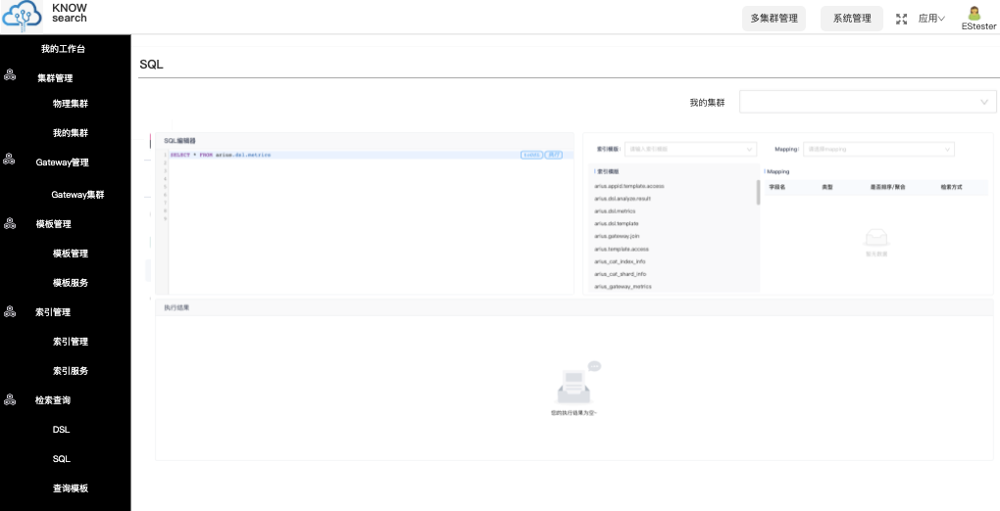 KNOW
search
多集群管理
系统管理
应用
EStester
我的工作台
集群管理
物理集群
我的集群
Gateway管理
Gateway集群
模板管理
模板管理
模板服务
索引管理
索引管理
索引服务
检索查询
DSL
SQL
查询模板
SQL
我的集群
SQL编辑器
1 SELECT * FROM arius.dsl.metrics
toDSL
执行
2
3
4
5
6
7
8
9
索引模板:
请输入索引模板
Mapping:
请选择mapping
索引模板
arius.appid.template.access
arius.dsl.analyze.result
arius.dsl.metrics
arius.dsl.template
arius.gateway.join
arius.template.access
arius_cat_index_info
arius_cat_shard_info
arius_gateway_metrics
Mapping
字段名
类型
是否排序/聚合
检索方式
暂无数据
执行结果
您的执行结果为空~